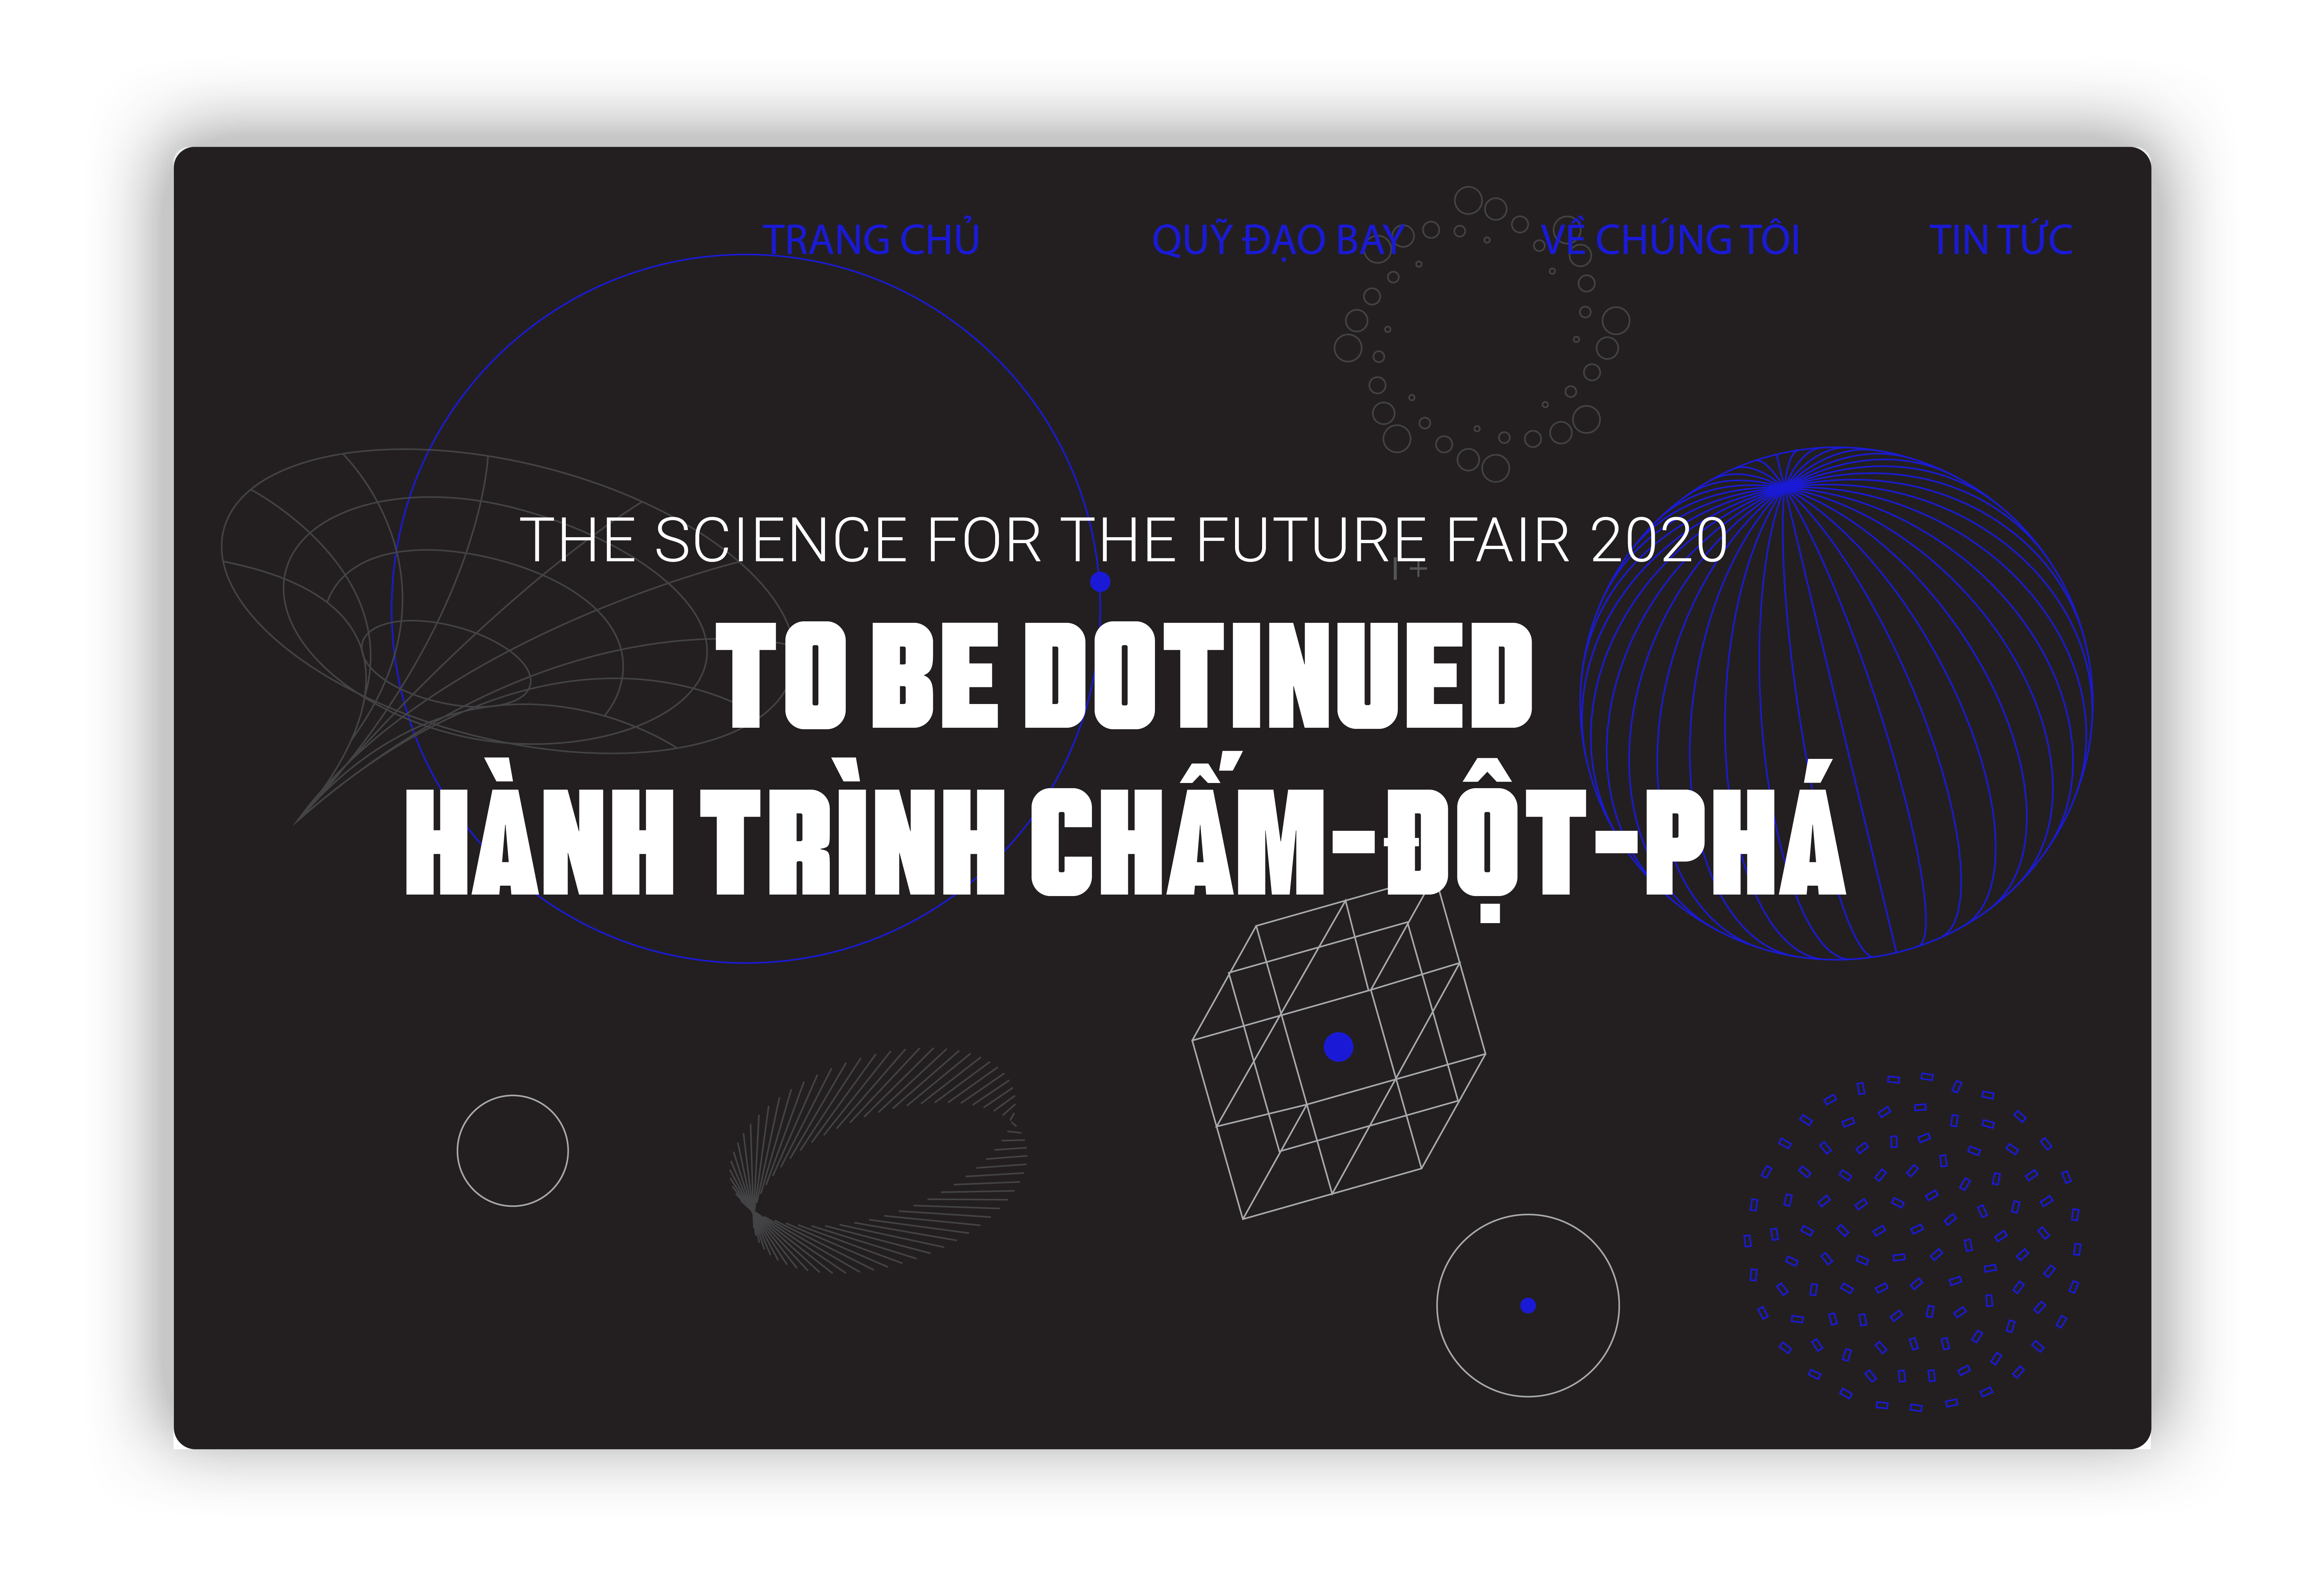 TRANG CHỦ QUỸ ĐẠO BAY VỀ CHÚNG TÔI TIN TỨC
THE SCIENCE FOR THE FUTURE FAIR 2020
TO BE DOTINUED
HÀNH TRÌNH CHẤM-ĐỘT-PHÁ